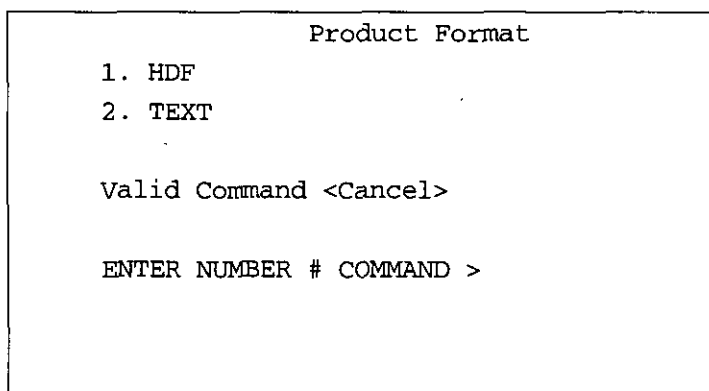 Product Format
1. HDF
2. TEXT
Valid Command <Cancel>
ENTER NUMBER # COMMAND >